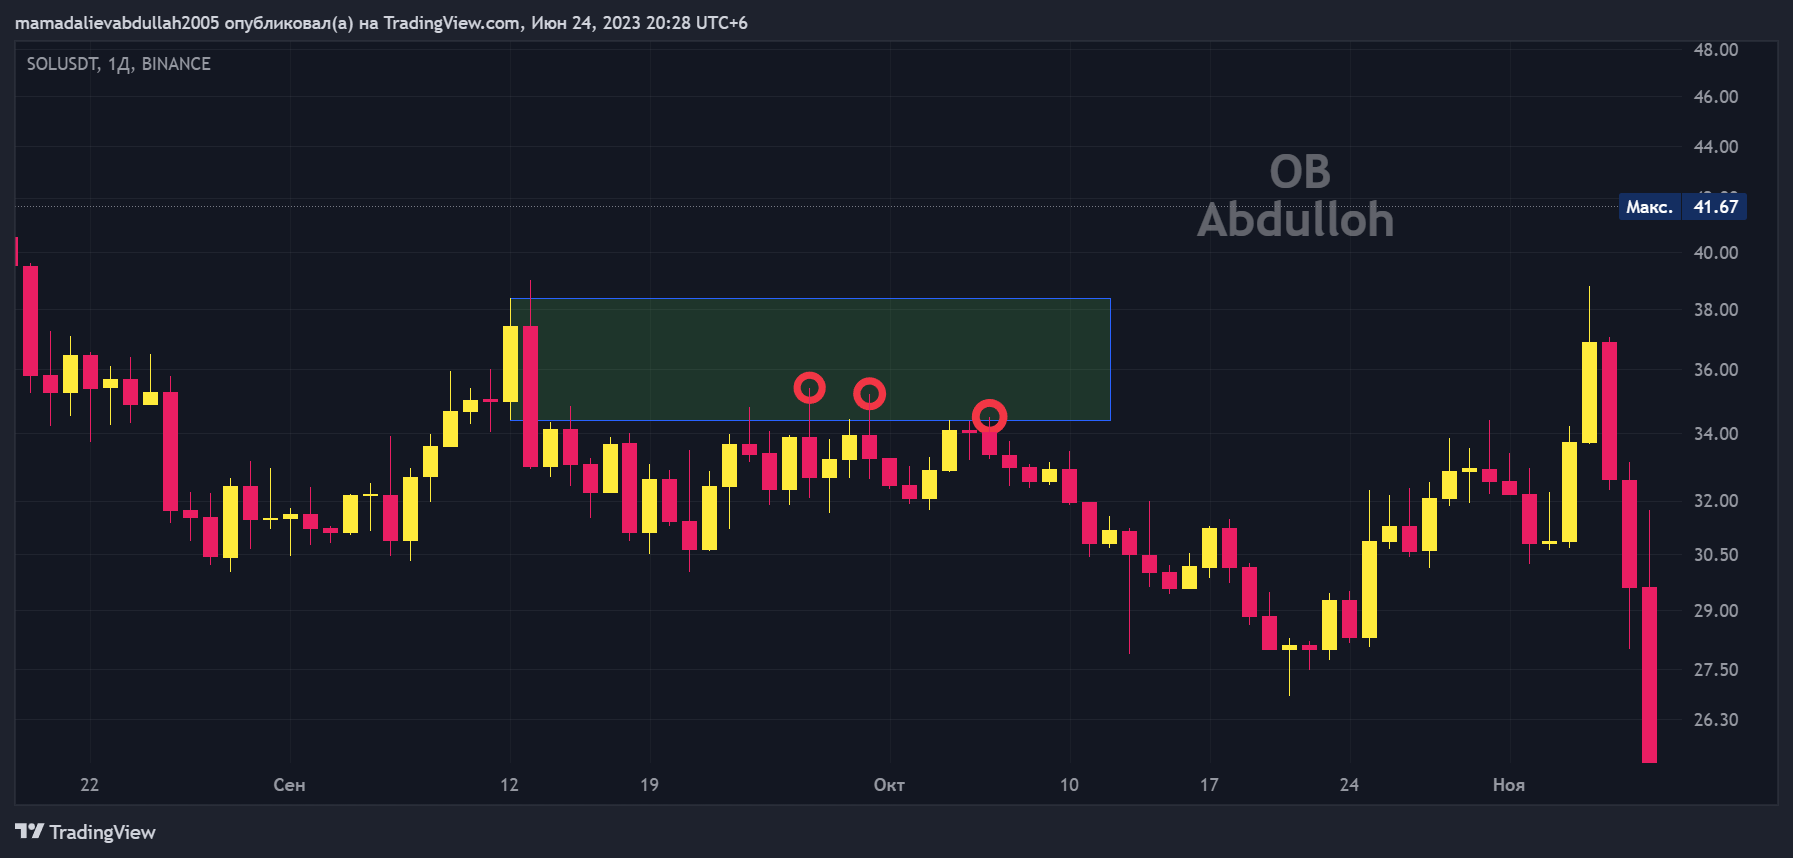 mamadalievabdullah2005 опубликовал(а) на TradingView.com, Июн 24, 2023 20:28 UTC+6
SOLUSDT, 1Д, BINANCE
48.00
46.00
44.00
OB
Abdulloh
Макс. 41.67
40.00
38.00
36.00
34.00
32.00
30.50
29.00
27.50
26.30
22 Сен 12 19 Окт 10 17 24 Ноя
TradingView